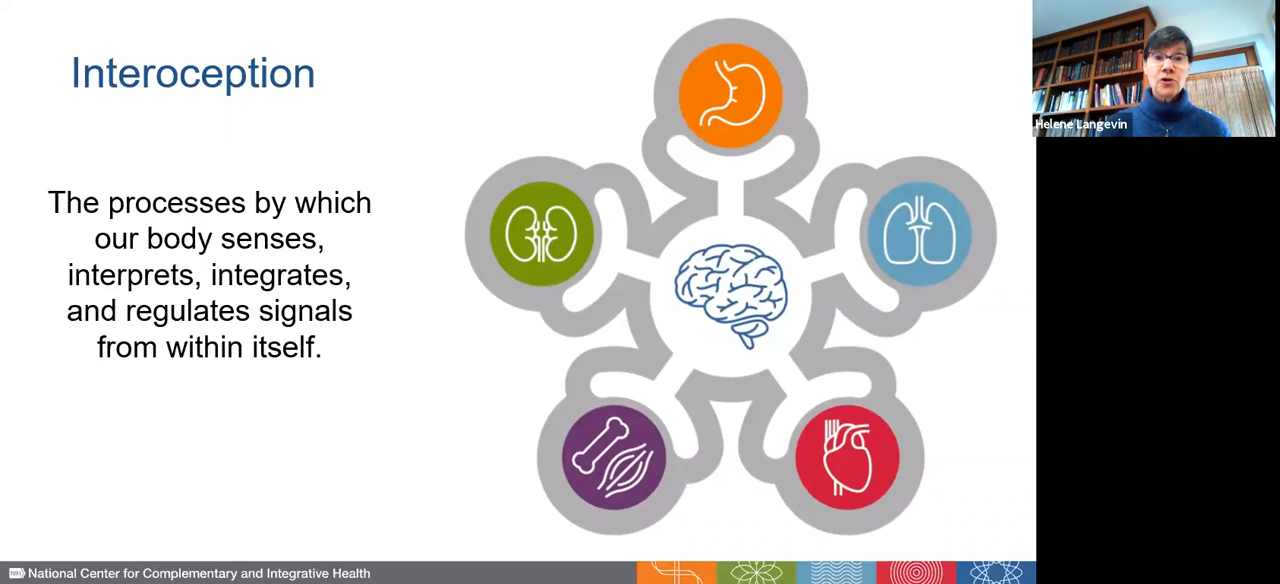 Interoception
The processes by which
our body senses,
interprets, integrates,
and regulates signals
from within itself.
Helene Langevin
NIH National Center for Complementary and Integrative Health